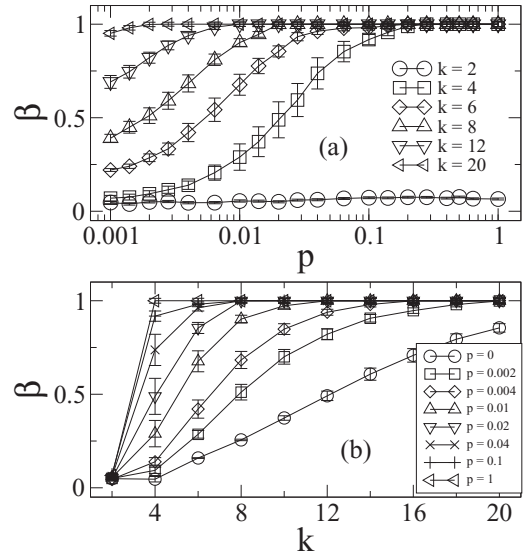 1
β
0.5
0
k = 2
k = 4
k = 6
k = 8
k = 12
k = 20
(a)
0.001 0.01 0.1 1
p
1
β
0.5
0
p = 0
p = 0.002
p = 0.004
p = 0.01
p = 0.02
p = 0.04
p = 0.1
p = 1
(b)
4 8 12 16 20
k